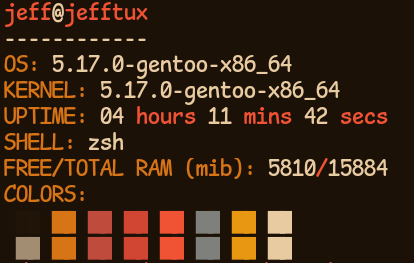 jeff@jefftux
------------
OS: 5.17.0-gentoo-x86_64
KERNEL: 5.17.0-gentoo-x86_64
UPTIME: 04 hours 11 mins 42 secs
SHELL: zsh
FREE/TOTAL RAM (mib): 5810/15884
COLORS: